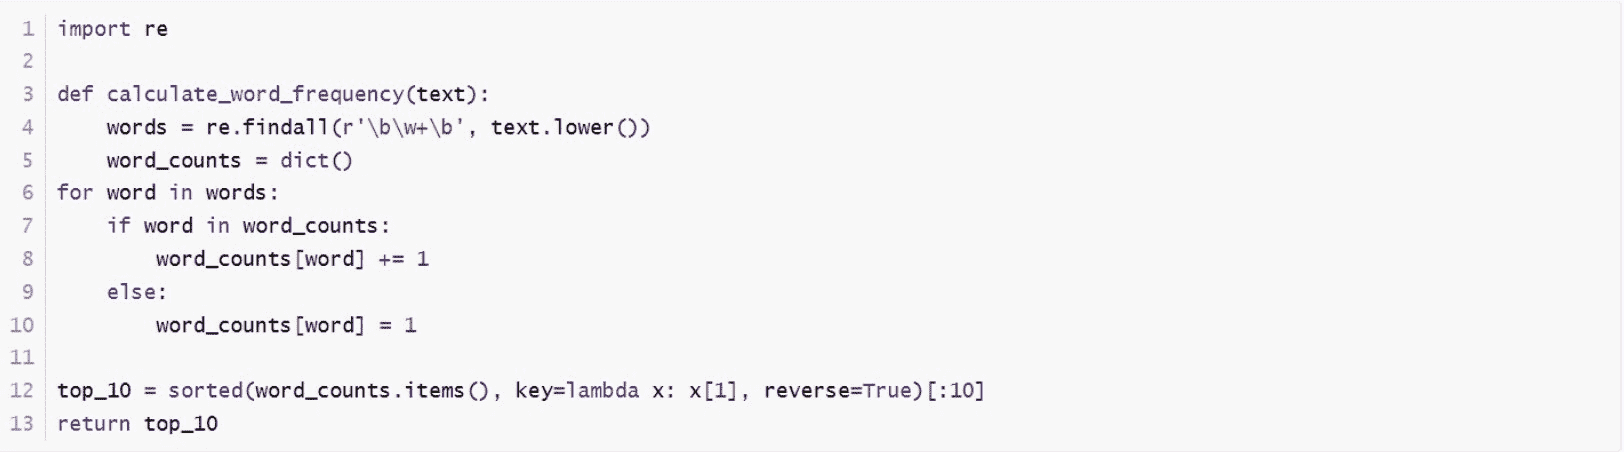 1 import re
2
3 def calculate_word_frequency(text):
4     words = re.findall(r'\b\w+\b', text.lower())
5     word_counts = dict()
6 for word in words:
7     if word in word_counts:
8         word_counts[word] += 1
9     else:
10         word_counts[word] = 1
11
12 top_10 = sorted(word_counts.items(), key=lambda x: x[1], reverse=True)[:10]
13 return top_10